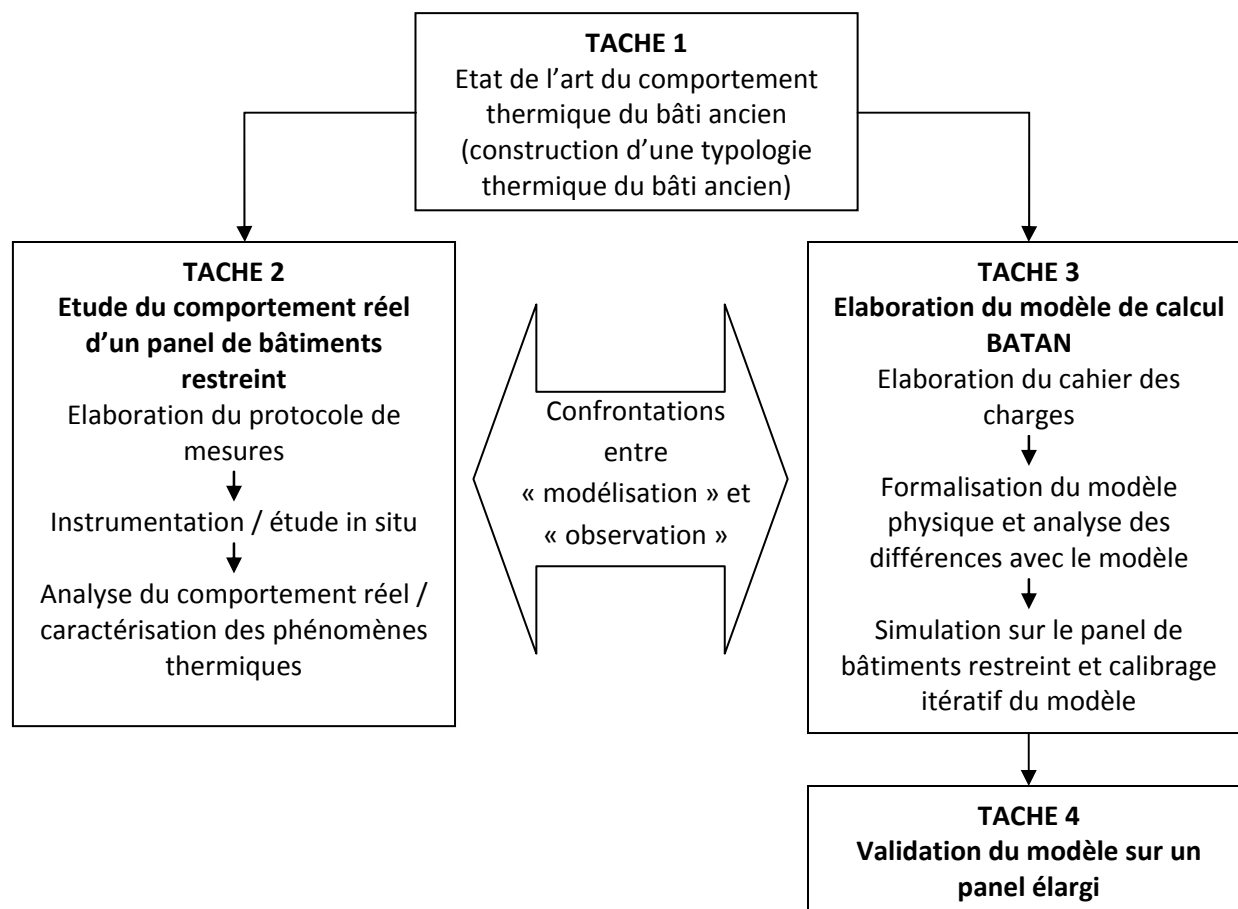 TACHE 1
Etat de l’art du comportement
thermique du bâti ancien
(construction d’une typologie
thermique du bâti ancien)
TACHE 2
Etude du comportement réel
d’un panel de bâtiments
restreint
Elaboration du protocole de
mesures
Instrumentation / étude in situ
Analyse du comportement réel /
caractérisation des phénomènes
thermiques
Confrontations
entre
« modélisation » et
« observation »
TACHE 3
Elaboration du modèle de calcul
BATAN
Elaboration du cahier des
charges
Formalisation du modèle
physique et analyse des
différences avec le modèle
Simulation sur le panel de
bâtiments restreint et calibrage
itératif du modèle
TACHE 4
Validation du modèle sur un
panel élargi